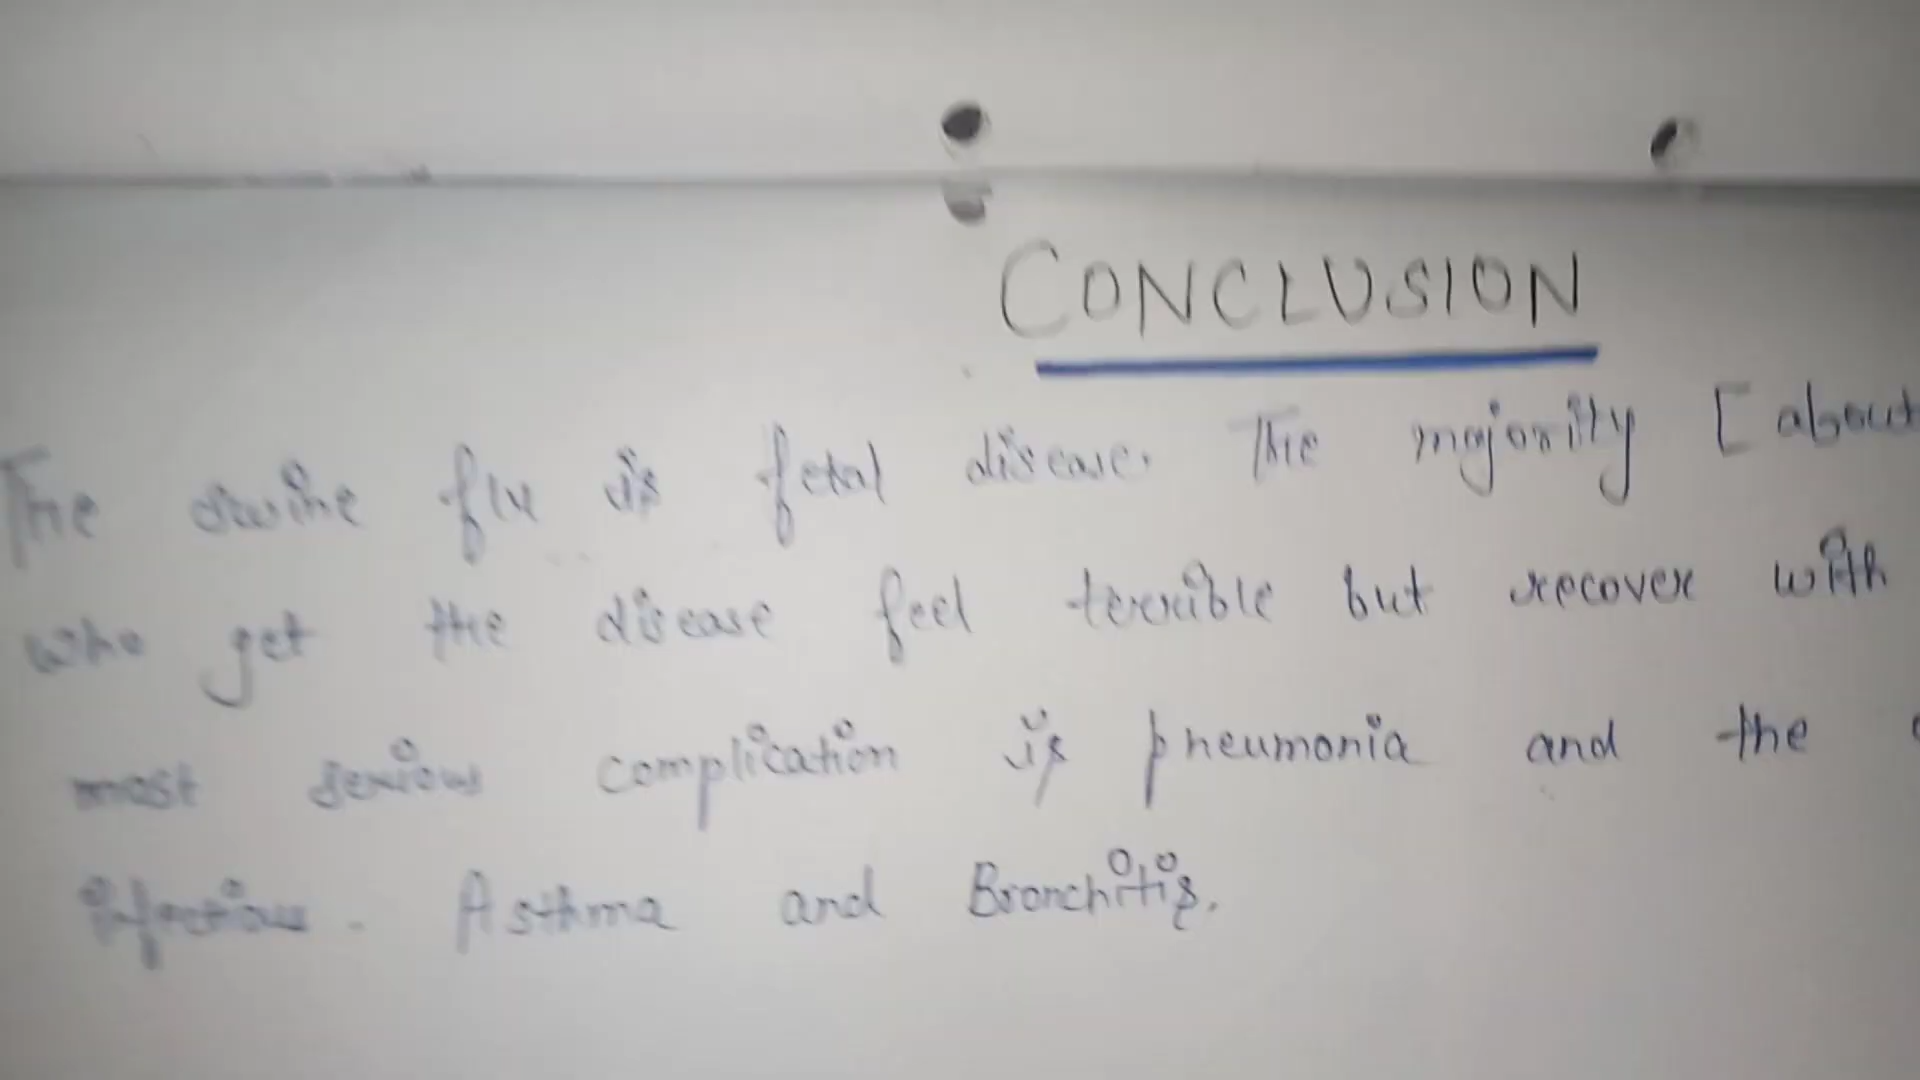 CONCLUSION
The swine flu is fetal disease. The majority [about
who get the disease feel terrible but recover with
most serious complication is pneumonia and the
infections. Asthma and Bronchitis.